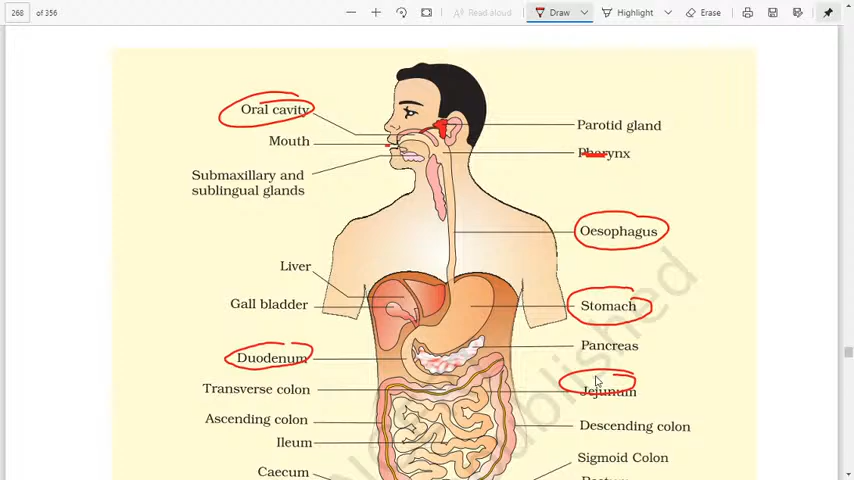 268 of 356
Read aloud
Draw
Highlight
Erase
Oral cavity
Mouth
Submaxillary and
sublingual glands
Parotid gland
Pharynx
Oesophagus
Liver
Gall bladder
Stomach
Pancreas
Duodenum
Transverse colon
Jejunum
Ascending colon
Descending colon
Ileum
Sigmoid Colon
Caecum